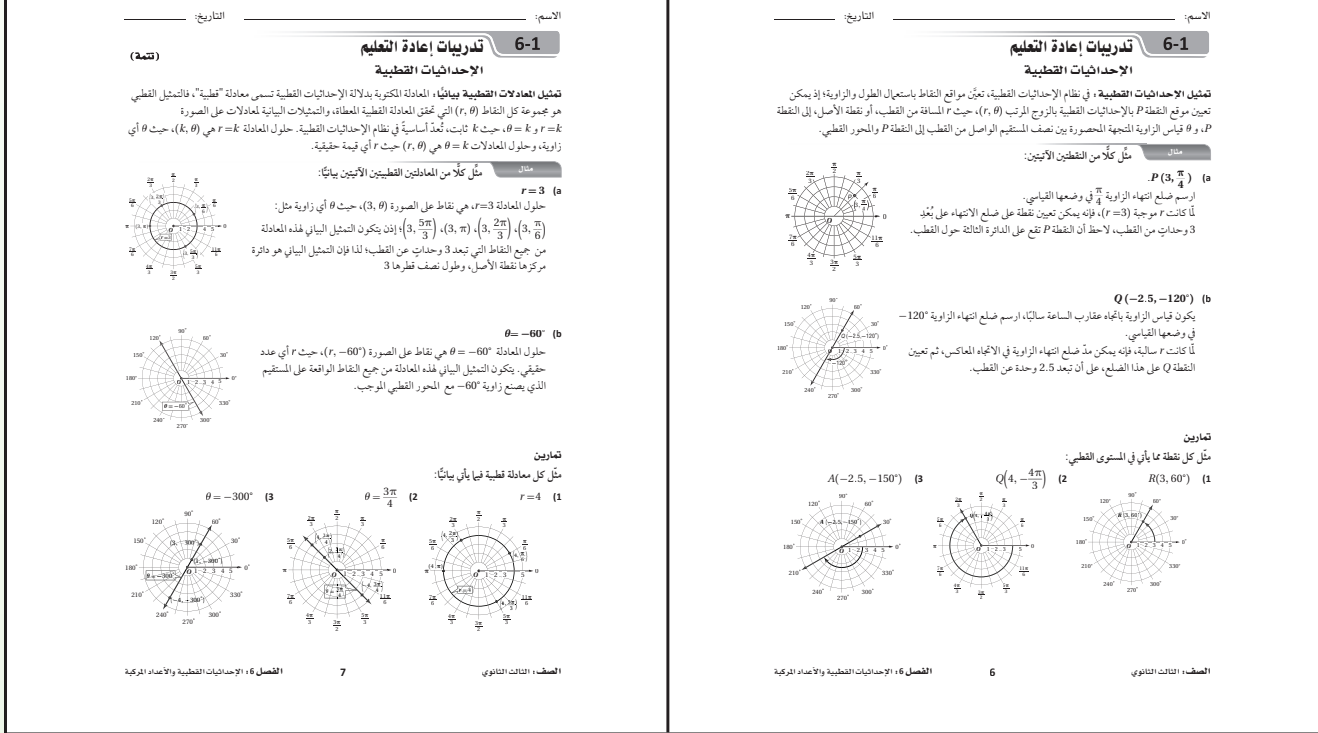 الاسم: التاريخ:
6-1 تدريبات إعادة التعليم
الإحداثيات القطبية
تمثيل الإحداثيات القطبية: في نظام الإحداثيات القطبية، تعيَّن مواقع النقاط باستعمال الطول والزاوية؛ إذ يمكن
تعيين موقع النقطة P بالإحداثيات القطبية بالزوج المرتب (r, θ)، حيث r المسافة من القطب، أو نقطة الأصل، إلى النقطة
P، و θ قياس الزاوية المتجهة المحصورة بين نصف المستقيم الواصل من القطب إلى النقطة P والمحور القطبي.
مثال مثّل كلًّا من النقطتين الآتيتين:
(a P(3, π/4).
ارسم ضلع انتهاء الزاوية π/4 في وضعها القياسي.
لمّا كانت r موجبة (r = 3)، فإنه يمكن تعيين نقطة على ضلع الانتهاء على بُعْدِ
3 وحداتٍ من القطب، لاحظ أن النقطة P تقع على الدائرة الثالثة حول القطب.
(b Q(−2.5, −120°)
يكون قياس الزاوية باتجاه عقارب الساعة سالبًا، ارسم ضلع انتهاء الزاوية −120°
في وضعها القياسي.
لمّا كانت r سالبة، فإنه يمكن مدّ ضلع انتهاء الزاوية في الاتجاه المعاكس، ثم تعيين
النقطة Q على هذا الضلع، على أن تبعد 2.5 وحدة عن القطب.
تمارين
مثّل كل نقطة مما يأتي في المستوى القطبي:
(1 R(3, 60°) (2 Q(4, −4π/3) (3 A(−2.5, −150°)
الصف: الثالث الثانوي 6 الفصل 6: الإحداثيات القطبية والأعداد المركبة
الاسم: التاريخ:
6-1 تدريبات إعادة التعليم
(تتمة)
الإحداثيات القطبية
تمثيل المعادلات القطبية بيانيًّا: المعادلة المكتوبة بدلالة الإحداثيات القطبية تسمى معادلة "قطبية"، فالتمثيل القطبي
هو مجموعة كل النقاط (r, θ) التي تحقق المعادلة القطبية المعطاة، والتمثيلات البيانية لمعادلات على الصورة
r = k و θ = k، حيث k ثابت، تُعدّ أساسيةً في نظام الإحداثيات القطبية. حلول المعادلة r = k هي (k, θ)، حيث θ أي
زاوية، وحلول المعادلات θ = k هي (r, θ) حيث r أي قيمة حقيقية.
مثال مثّل كلًّا من المعادلتين القطبيتين الآتيتين بيانيًّا:
(a r = 3
حلول المعادلة r=3، هي نقاط على الصورة (3, θ)، حيث θ أي زاوية مثل:
(3, π/6)، (3, 2π/3)، (3, π)، (3, 5π/3)؛ إذن يتكون التمثيل البياني لهذه المعادلة
من جميع النقاط التي تبعد 3 وحداتٍ عن القطب؛ لذا فإن التمثيل البياني هو دائرة
مركزها نقطة الأصل، وطول نصف قطرها 3
(b θ= −60°
حلول المعادلة θ = −60° هي نقاط على الصورة (r, −60°)، حيث r أي عدد
حقيقي. يتكون التمثيل البياني لهذه المعادلة من جميع النقاط الواقعة على المستقيم
الذي يصنع زاوية −60° مع المحور القطبي الموجب.
تمارين
مثّل كل معادلة قطبية فيما يأتي بيانيًّا:
(1 r = 4 (2 θ = 3π/4 (3 θ = −300°
الصف: الثالث الثانوي 7 الفصل 6: الإحداثيات القطبية والأعداد المركبة